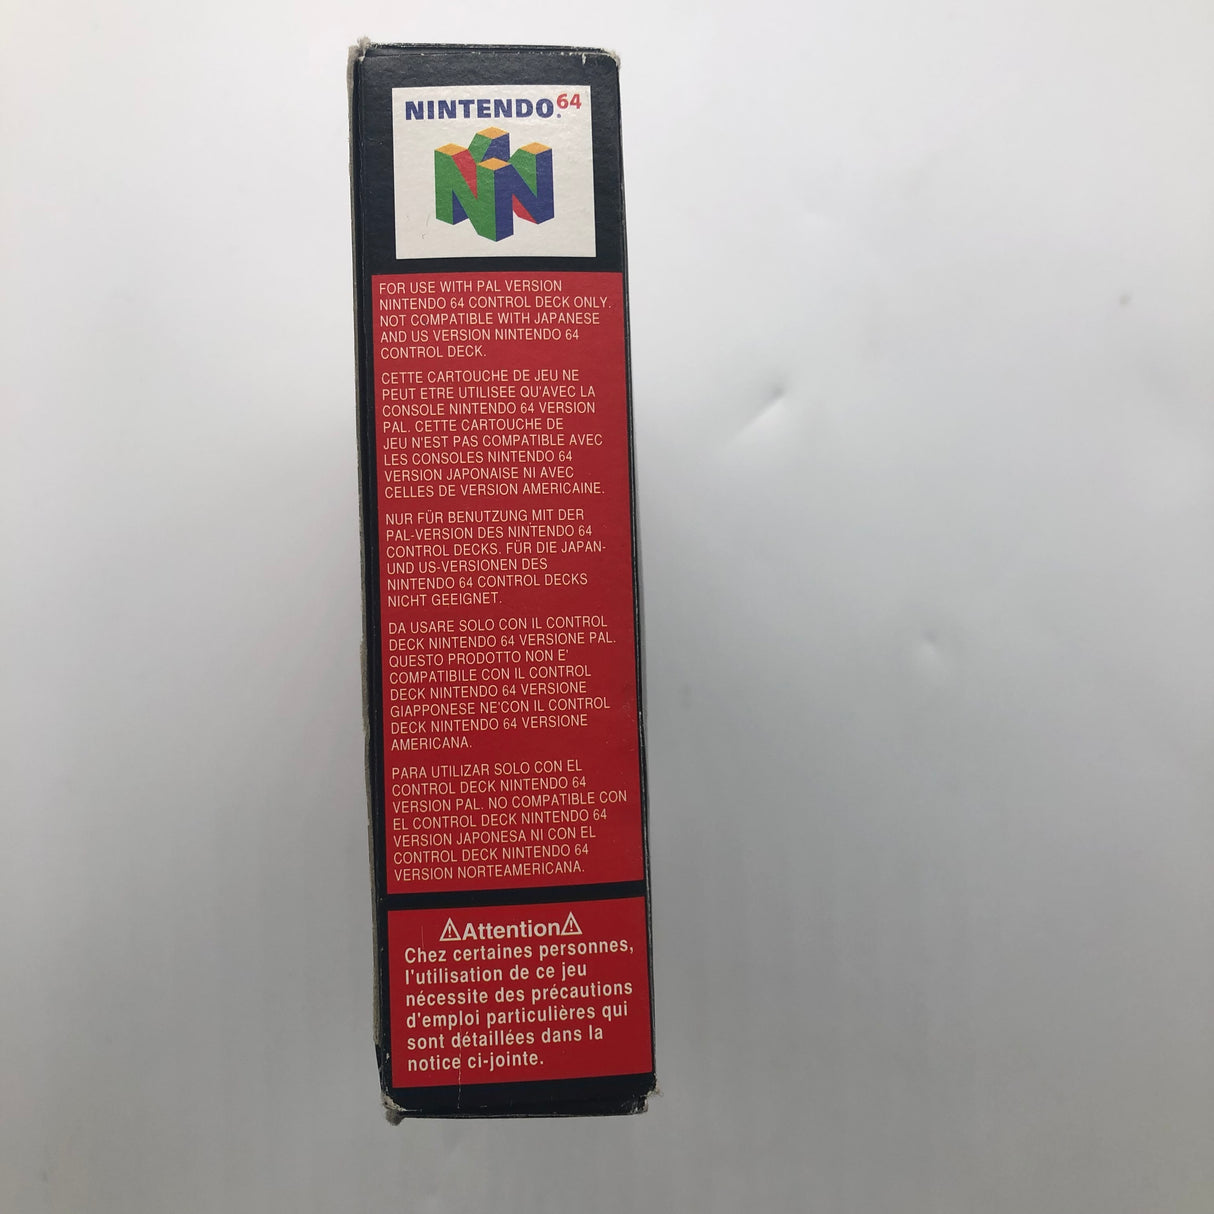 NINTENDO 64
FOR USE WITH PAL VERSION
NINTENDO 64 CONTROL DECK ONLY.
NOT COMPATIBLE WITH JAPANESE
AND US VERSION NINTENDO 64
CONTROL DECK.
CETTE CARTOUCHE DE JEU NE
PEUT ETRE UTILISEE QU'AVEC LA
CONSOLE NINTENDO 64 VERSION
PAL. CETTE CARTOUCHE DE
JEU N'EST PAS COMPATIBLE AVEC
LES CONSOLES NINTENDO 64
VERSION JAPONAISE NI AVEC
CELLES DE VERSION AMERICAINE.
NUR FÜR BENUTZUNG MIT DER
PAL-VERSION DES NINTENDO 64
CONTROL DECKS. FÜR DIE JAPAN-
UND US-VERSIONEN DES
NINTENDO 64 CONTROL DECKS
NICHT GEEIGNET.
DA USARE SOLO CON IL CONTROL
DECK NINTENDO 64 VERSIONE PAL.
QUESTO PRODOTTO NON E'
COMPATIBILE CON IL CONTROL
DECK NINTENDO 64 VERSIONE
GIAPPONESE NE'CON IL CONTROL
DECK NINTENDO 64 VERSIONE
AMERICANA.
PARA UTILIZAR SOLO CON EL
CONTROL DECK NINTENDO 64
VERSION PAL. NO COMPATIBLE CON
EL CONTROL DECK NINTENDO 64
VERSION JAPONESA NI CON EL
CONTROL DECK NINTENDO 64
VERSION NORTEAMERICANA.
⚠Attention⚠
Chez certaines personnes,
l'utilisation de ce jeu
nécessite des précautions
d'emploi particulières qui
sont détaillées dans la
notice ci-jointe.